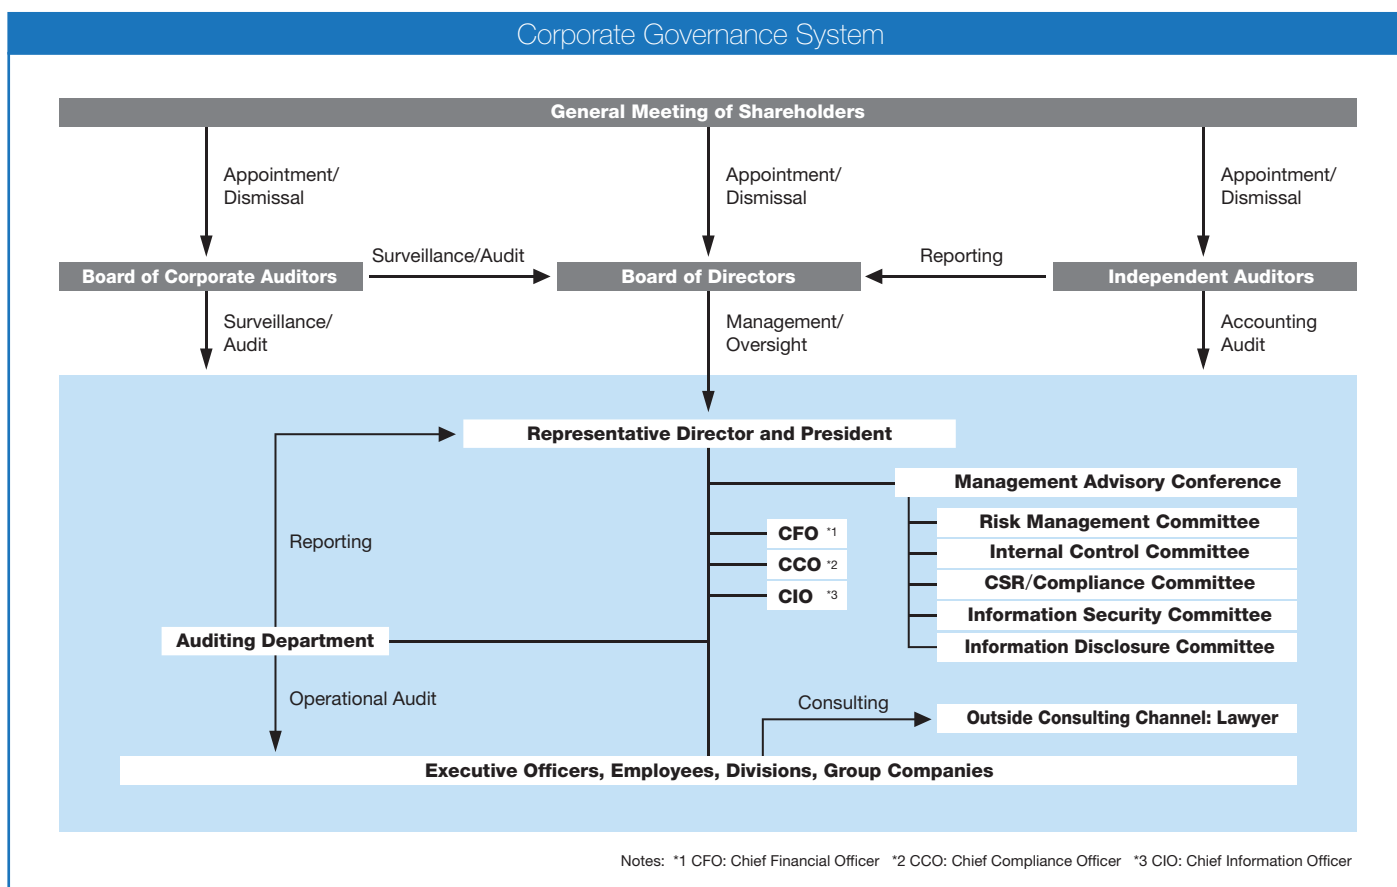 Corporate Governance System
General Meeting of Shareholders
Appointment/
Dismissal
Appointment/
Dismissal
Appointment/
Dismissal
Surveillance/Audit
Reporting
Board of Corporate Auditors
Board of Directors
Independent Auditors
Surveillance/
Audit
Management/
Oversight
Accounting
Audit
Representative Director and President
Management Advisory Conference
Risk Management Committee
Internal Control Committee
CSR/Compliance Committee
Information Security Committee
Information Disclosure Committee
CFO *1
CCO *2
CIO *3
Reporting
Auditing Department
Operational Audit
Consulting
Outside Consulting Channel: Lawyer
Executive Officers, Employees, Divisions, Group Companies
Notes: *1 CFO: Chief Financial Officer *2 CCO: Chief Compliance Officer *3 CIO: Chief Information Officer